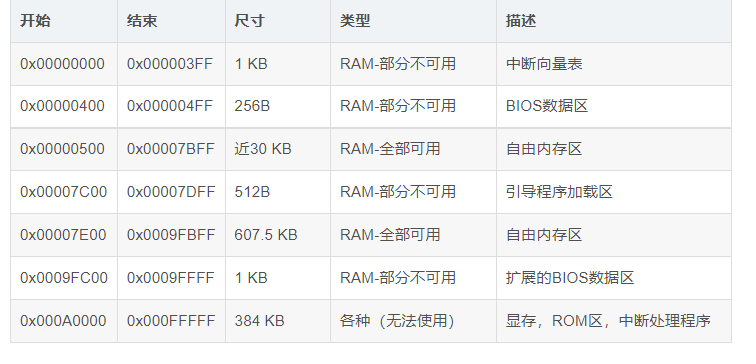 开始 结束 尺寸 类型 描述
0x00000000 0x000003FF 1 KB RAM-部分不可用 中断向量表
0x00000400 0x000004FF 256B RAM-部分不可用 BIOS数据区
0x00000500 0x00007BFF 近30 KB RAM-全部可用 自由内存区
0x00007C00 0x00007DFF 512B RAM-部分不可用 引导程序加载区
0x00007E00 0x0009FBFF 607.5 KB RAM-全部可用 自由内存区
0x0009FC00 0x0009FFFF 1 KB RAM-部分不可用 扩展的BIOS数据区
0x000A0000 0x000FFFFF 384 KB 各种（无法使用） 显存，ROM区，中断处理程序